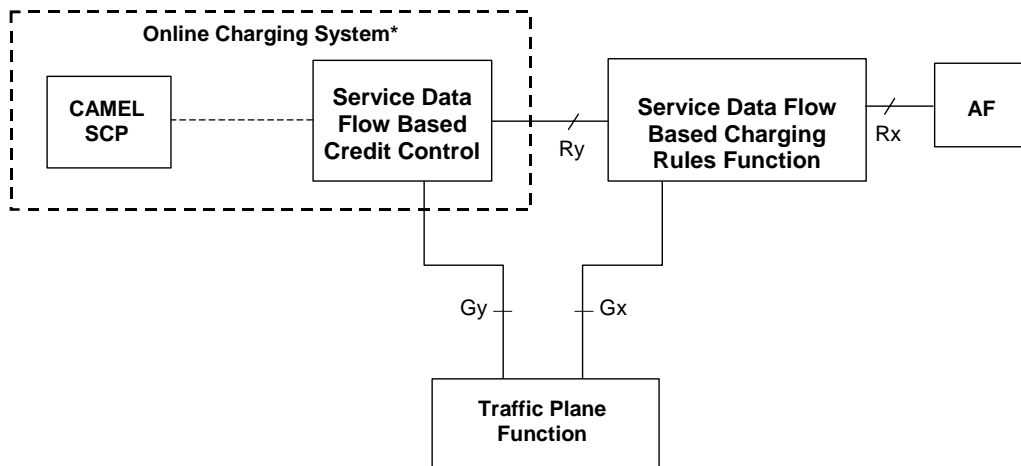 Online Charging System*
CAMEL
SCP
Service Data
Flow Based
Credit Control
Ry
Service Data Flow
Based Charging
Rules Function
Rx
AF
Gy
Gx
Traffic Plane
Function